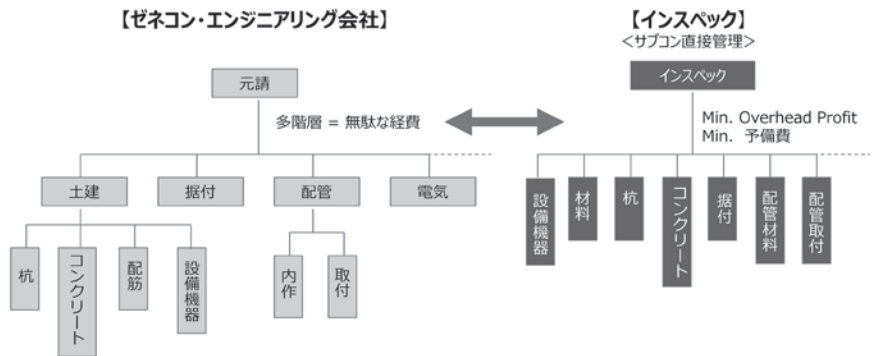 【ゼネコン・エンジニアリング会社】
元請
多階層 = 無駄な経費
土建
据付
配管
電気
杭
コンクリート
配筋
設備機器
内作
取付
【インスペック】
＜サブコン直接管理＞
インスペック
Min. Overhead Profit
Min. 予備費
設備機器
材料
杭
コンクリート
据付
配管材料
配管取付